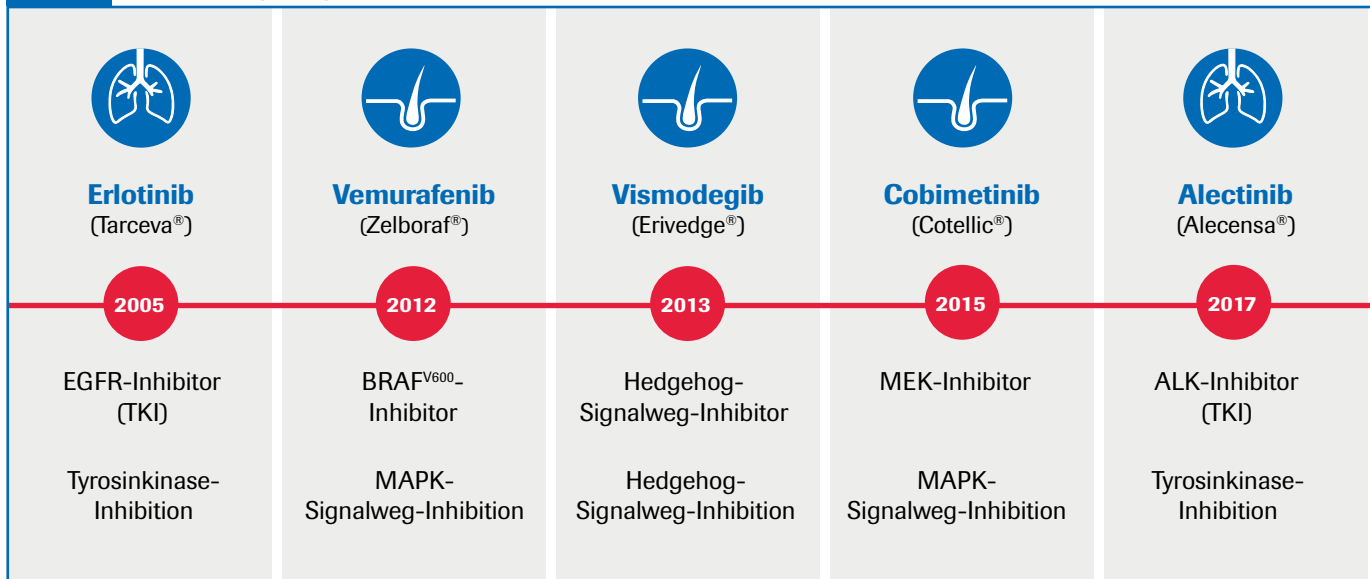 Erlotinib
(Tarceva®)
2005
EGFR-Inhibitor
(TKI)
Tyrosinkinase-
Inhibition
Vemurafenib
(Zelboraf®)
2012
BRAFV600-
Inhibitor
MAPK-
Signalweg-Inhibition
Vismodegib
(Erivedge®)
2013
Hedgehog-
Signalweg-Inhibitor
Hedgehog-
Signalweg-Inhibition
Cobimetinib
(Cotellic®)
2015
MEK-Inhibitor
MAPK-
Signalweg-Inhibition
Alectinib
(Alecensa®)
2017
ALK-Inhibitor
(TKI)
Tyrosinkinase-
Inhibition